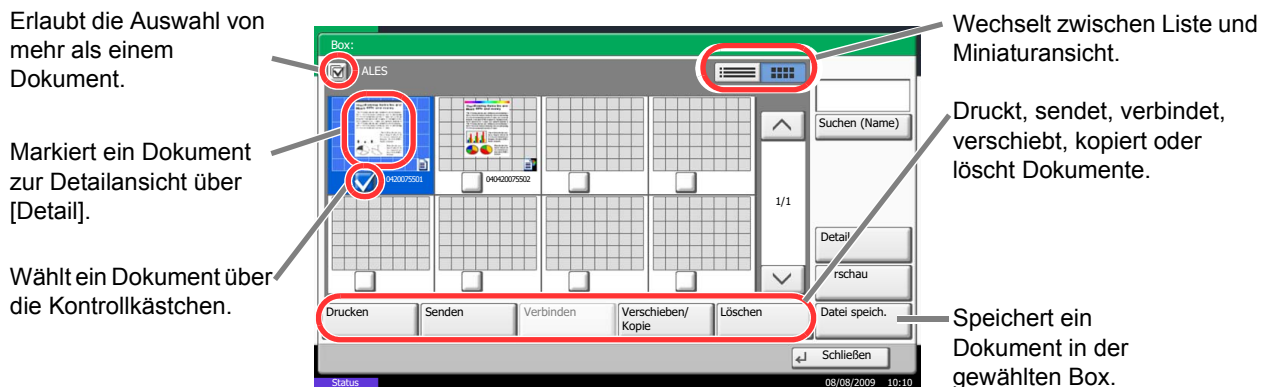 Erlaubt die Auswahl von
mehr als einem
Dokument.
Markiert ein Dokument
zur Detailansicht über
[Detail].
Wählt ein Dokument über
die Kontrollkästchen.
Box:
ALES
0420075501
040420075502
1/1
Suchen (Name)
Detail
rschau
Drucken
Senden
Verbinden
Verschieben/
Kopie
Löschen
Datei speich.
Schließen
Status
08/08/2009 10:10
Wechselt zwischen Liste und
Miniaturansicht.
Druckt, sendet, verbindet,
verschiebt, kopiert oder
löscht Dokumente.
Speichert ein
Dokument in der
gewählten Box.